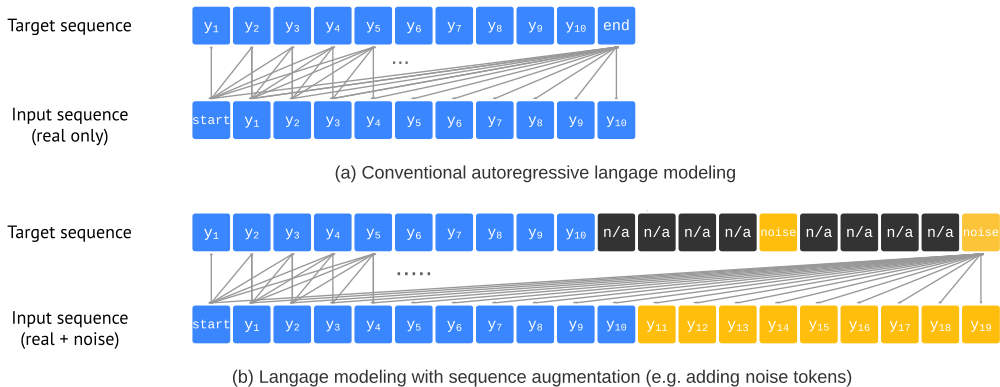 Target sequence
y₁ y₂ y₃ y₄ y₅ y₆ y₇ y₈ y₉ y₁₀ end
...
Input sequence
(real only)
start y₁ y₂ y₃ y₄ y₅ y₆ y₇ y₈ y₉ y₁₀
(a) Conventional autoregressive langage modeling
Target sequence
y₁ y₂ y₃ y₄ y₅ y₆ y₇ y₈ y₉ y₁₀ n/a n/a n/a n/a noise n/a n/a n/a n/a noise
.....
Input sequence
(real + noise)
start y₁ y₂ y₃ y₄ y₅ y₆ y₇ y₈ y₉ y₁₀ y₁₁ y₁₂ y₁₃ y₁₄ y₁₅ y₁₆ y₁₇ y₁₈ y₁₉
(b) Langage modeling with sequence augmentation (e.g. adding noise tokens)